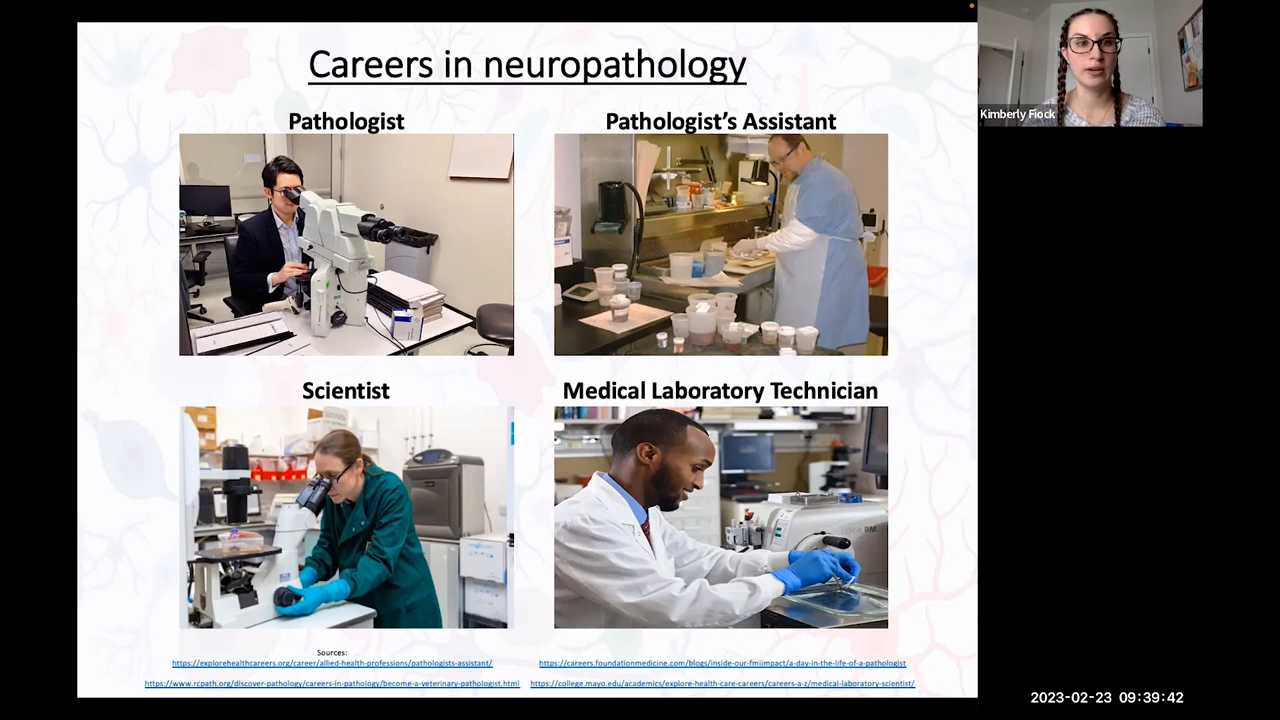 Careers in neuropathology
Pathologist
Pathologist's Assistant
Scientist
Medical Laboratory Technician
Sources:
https://explorehealthcareers.org/career/allied-health-professions/pathologists-assistant/
https://careers.foundationmedicine.com/blogs/inside-our-fmiimpact/a-day-in-the-life-of-a-pathologist
https://www.rcpath.org/discover-pathology/careers-in-pathology/become-a-veterinary-pathologist.html
https://college.mayo.edu/academics/explore-health-care-careers/careers-a-z/medical-laboratory-scientist/
Kimberly Fiock
2023-02-23 09:39:42